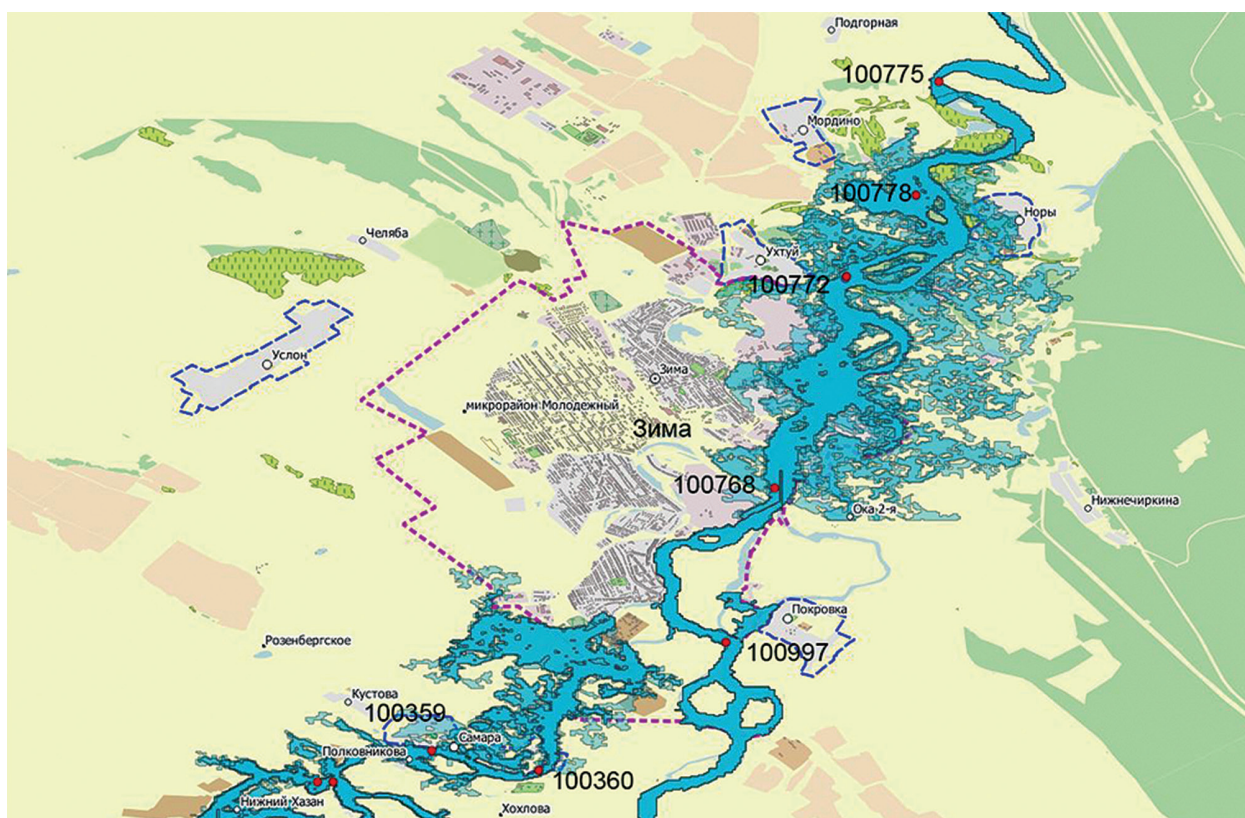 Подгорная
100775
Мордино
100778
Норы
Челяба
Ухтуй
100772
Услон
Зима
микрорайон Молодежный
Зима
100768
Нижнечиркина
Ока 2-я
Покровка
Розенбергское
100997
Кустова
100359
Самара
Полковникова
100360
Нижний Хазан
Хохлова